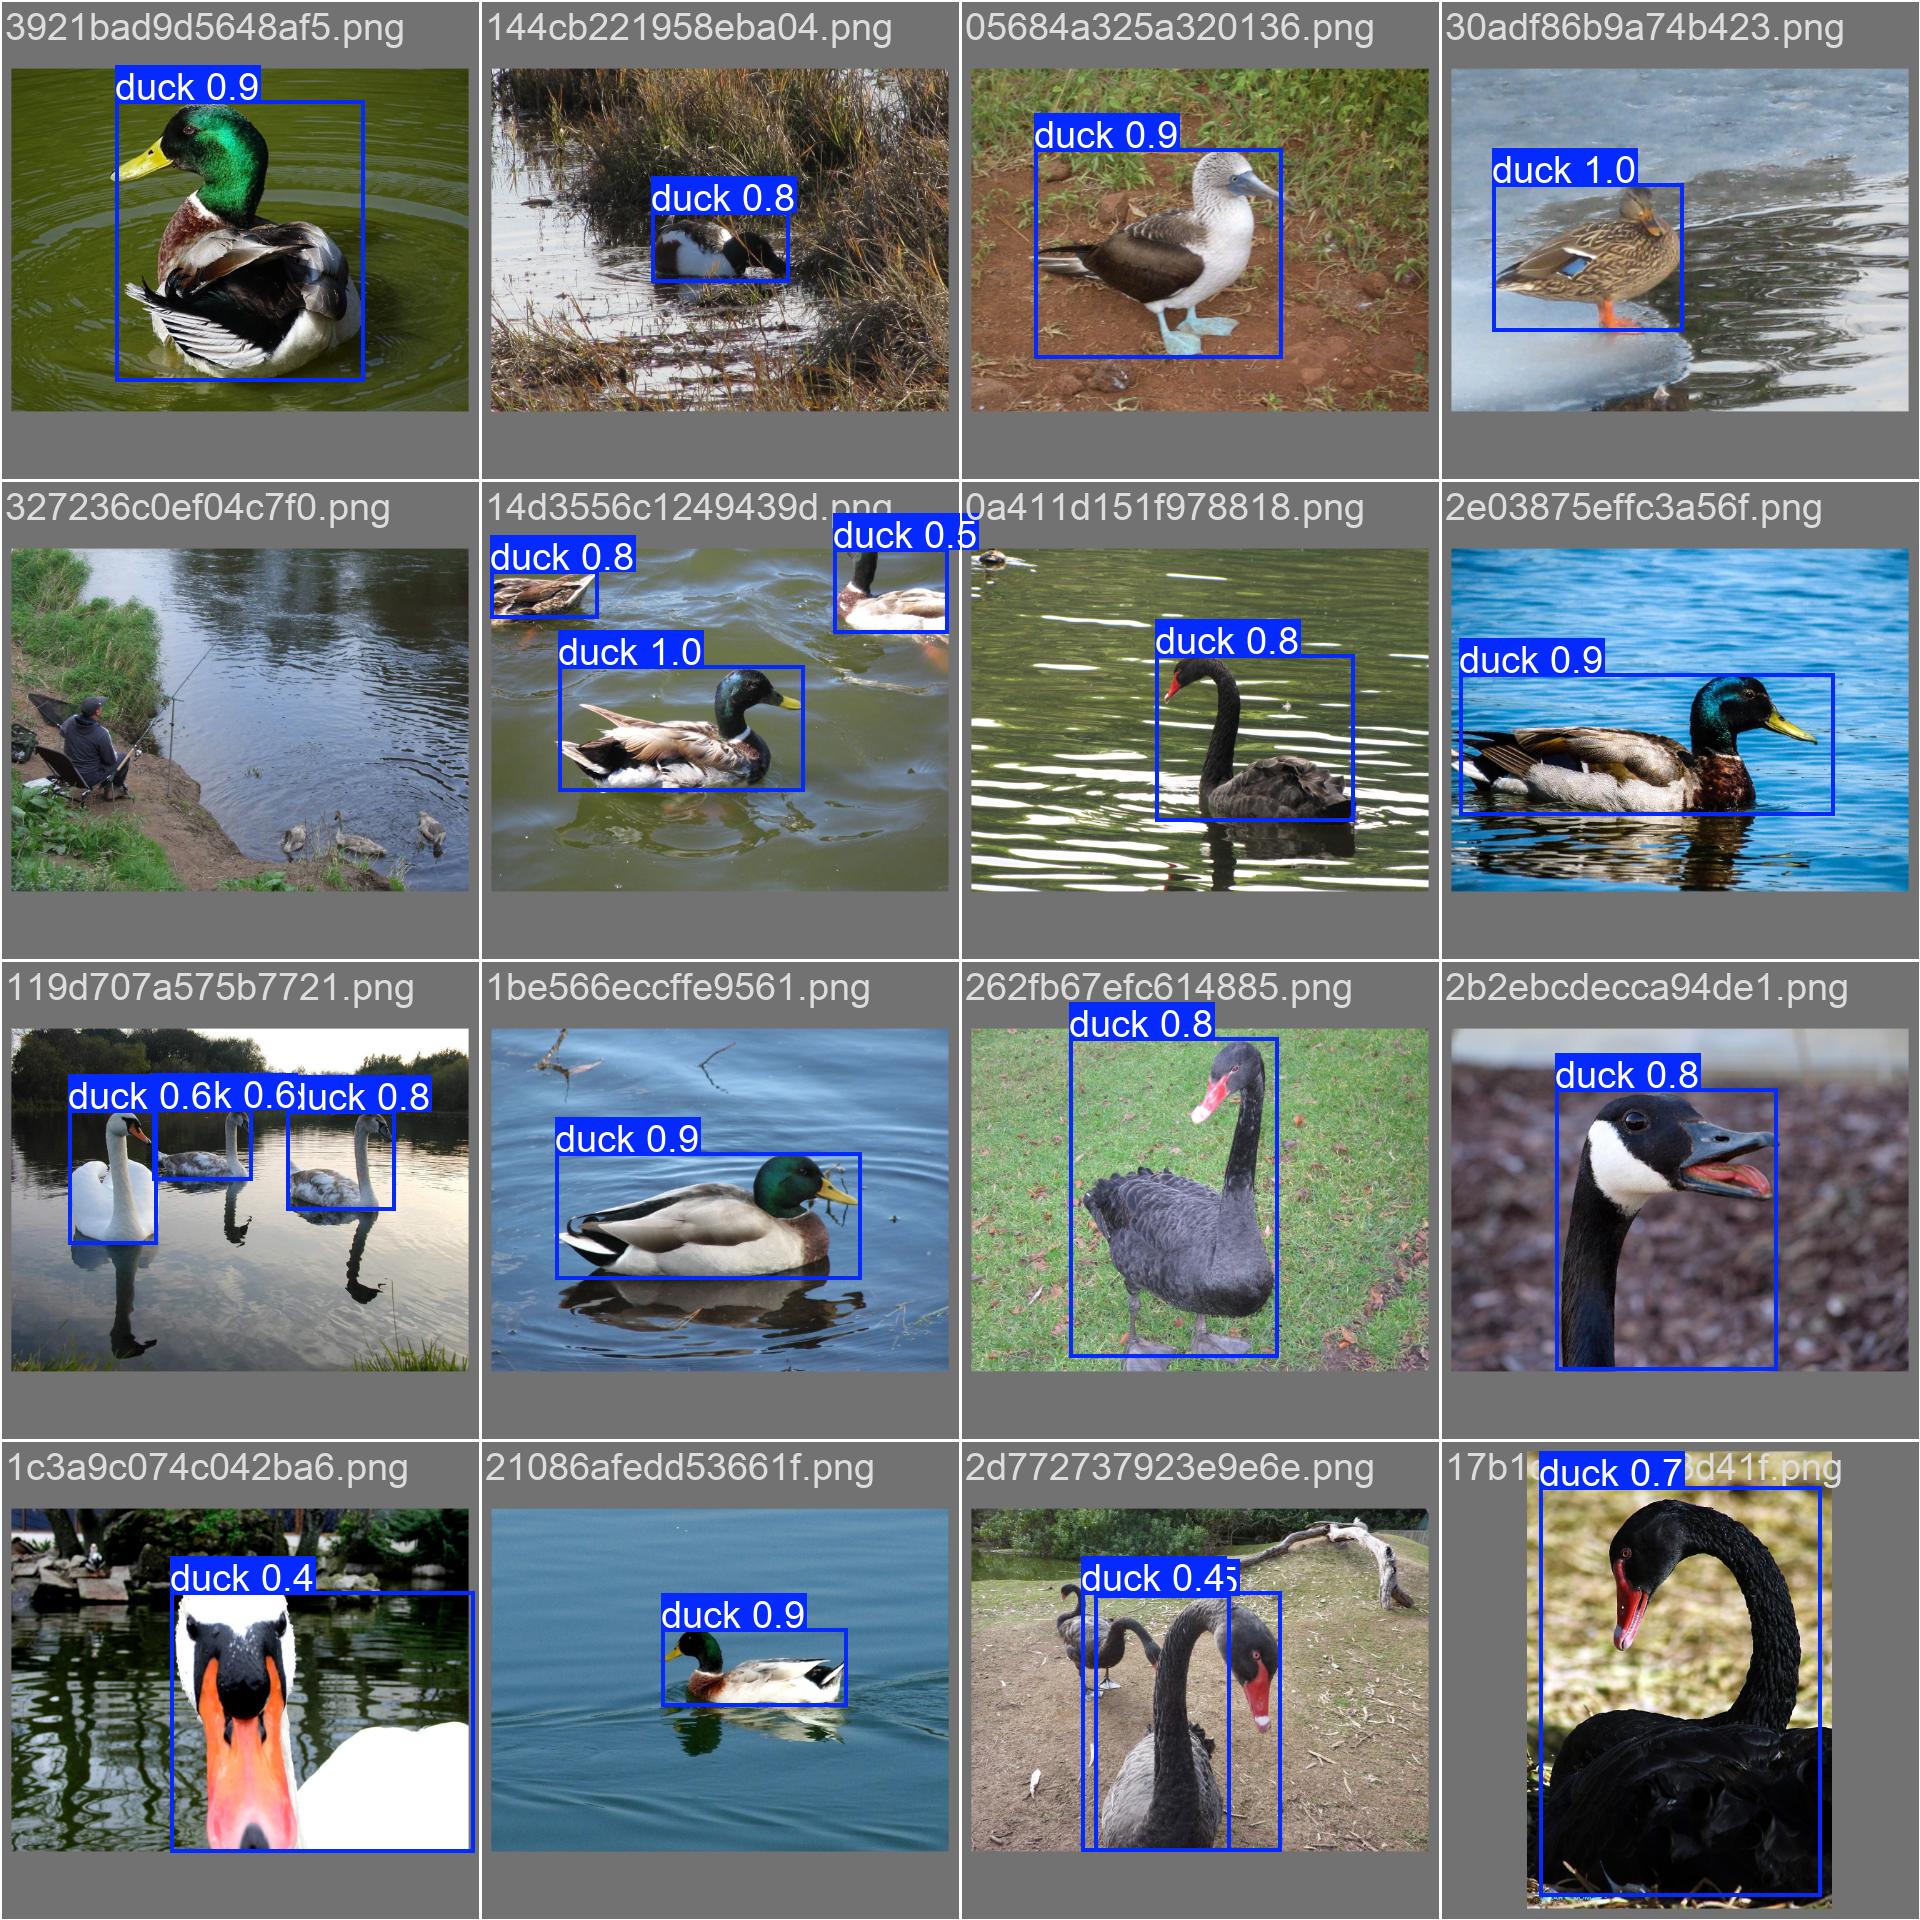 3921bad9d5648af5.png
duck 0.9
144cb221958eba04.png
duck 0.8
05684a325a320136.png
duck 0.9
30adf86b9a74b423.png
duck 1.0
327236c0ef04c7f0.png
14d3556c1249439d.png
duck 0.8
duck 0.5
duck 1.0
0a411d151f978818.png
duck 0.8
2e03875effc3a56f.png
duck 0.9
119d707a575b7721.png
duck 0.6k 0.6
duck 0.8
1be566eccffe9561.png
duck 0.9
262fb67efc614885.png
duck 0.8
2b2ebcdecca94de1.png
duck 0.8
1c3a9c074c042ba6.png
duck 0.4
21086afedd53661f.png
duck 0.9
2d772737923e9e6e.png
duck 0.45
duck 0.7